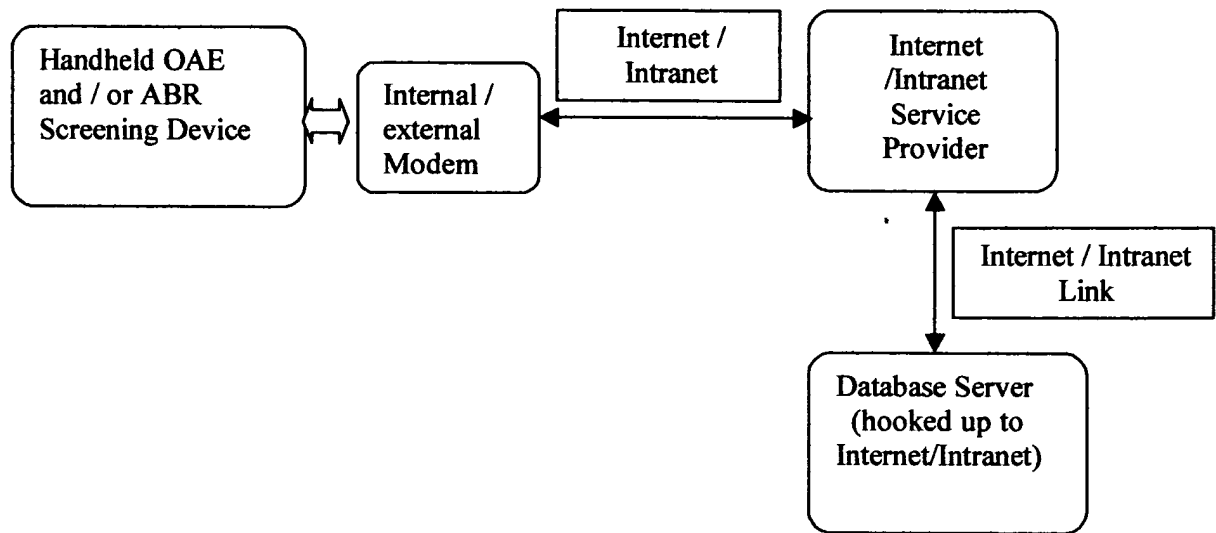 Handheld OAE
and / or ABR
Screening Device
Internal /
external
Modem
Internet /
Intranet
Internet
/Intranet
Service
Provider
Internet / Intranet
Link
Database Server
(hooked up to
Internet/Intranet)